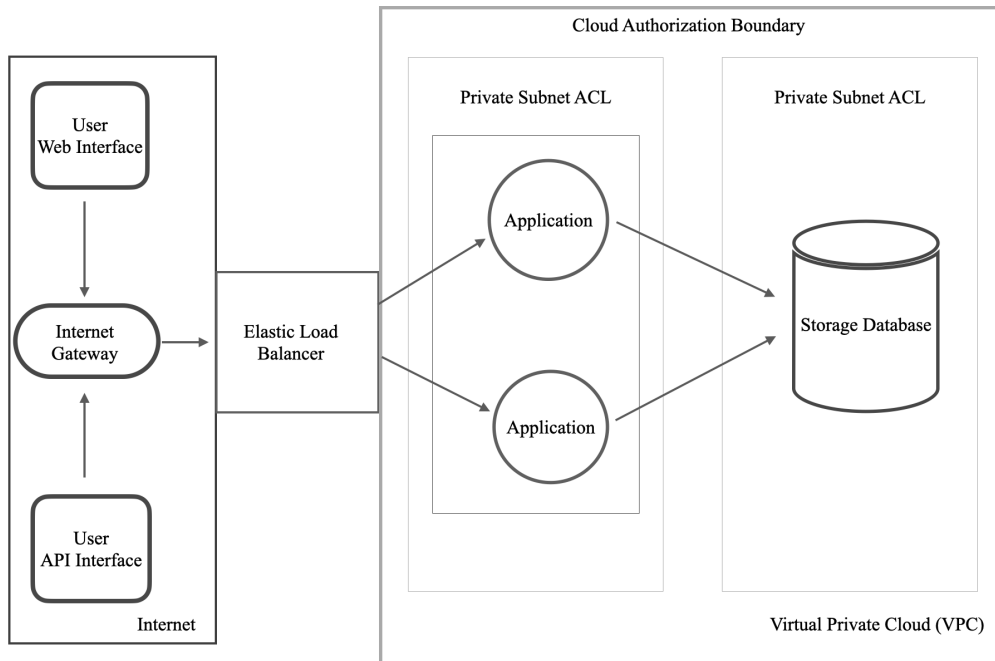 Cloud Authorization Boundary
User
Web Interface
Internet
Gateway
User
API Interface
Internet
Elastic Load
Balancer
Private Subnet ACL
Application
Application
Private Subnet ACL
Storage Database
Virtual Private Cloud (VPC)